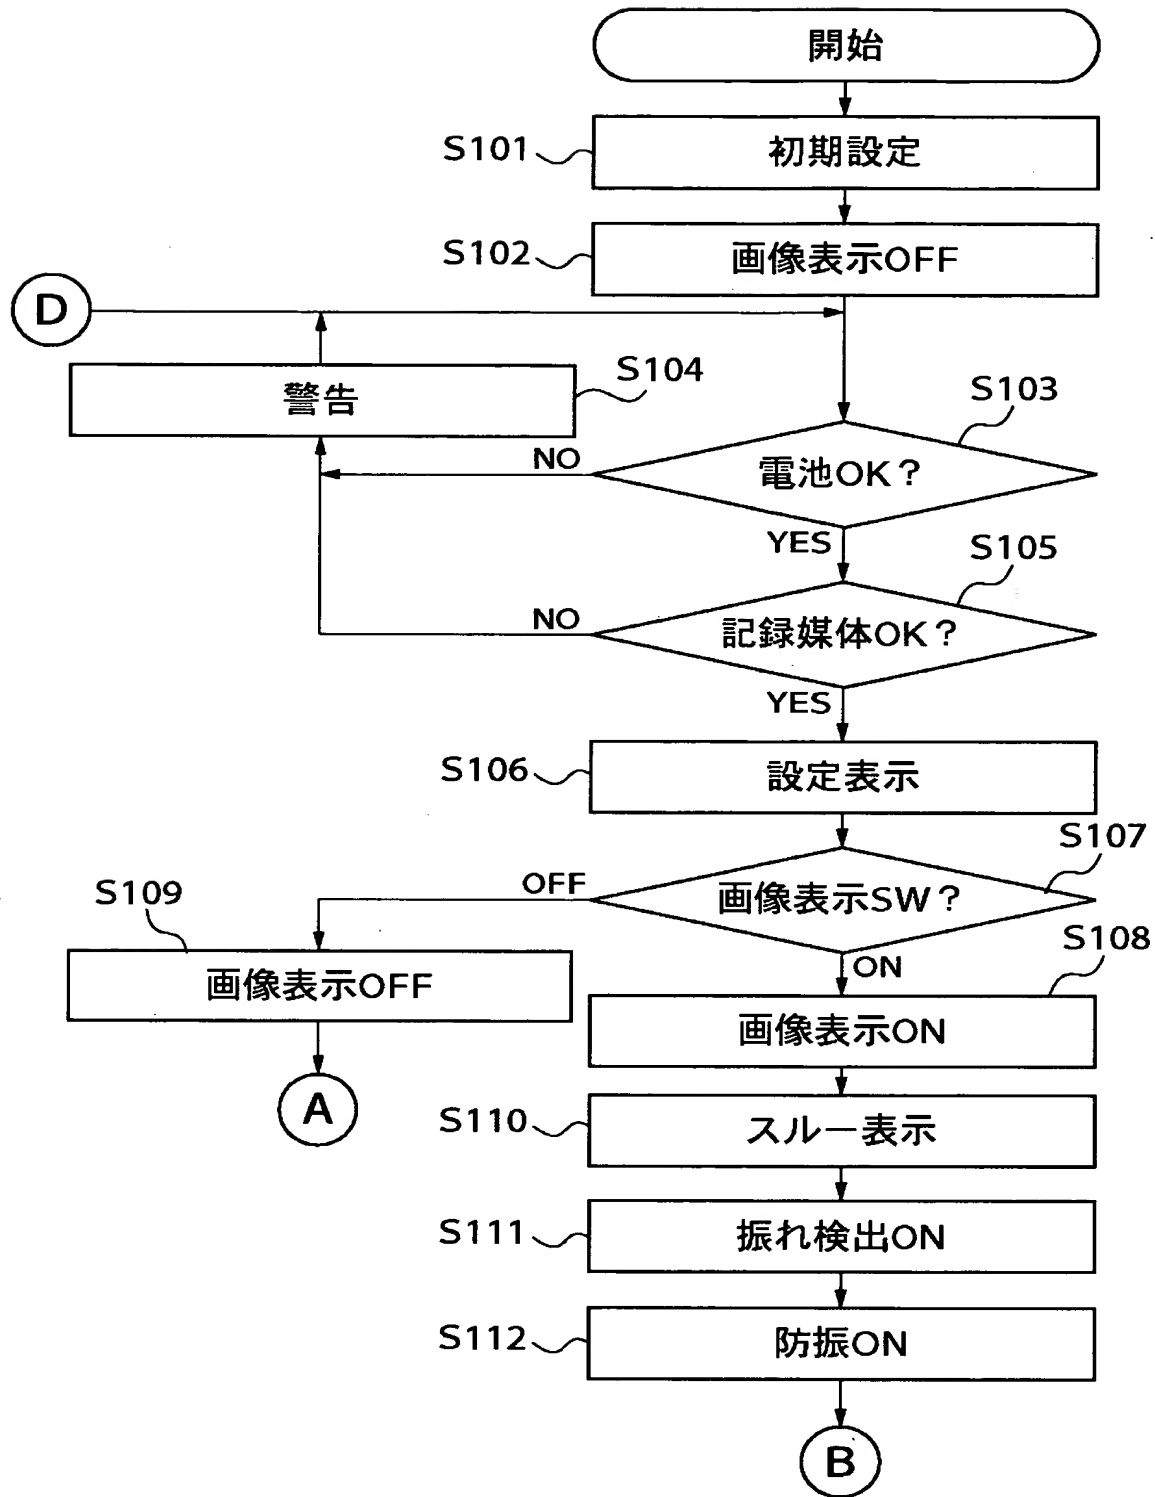 開始
S101
初期設定
S102
画像表示OFF
D
S104
警告
S103
NO
電池OK？
YES
S105
NO
記録媒体OK？
YES
S106
設定表示
S107
OFF
画像表示SW？
S109
ON
S108
画像表示OFF
画像表示ON
A
S110
スルー表示
S111
振れ検出ON
S112
防振ON
B